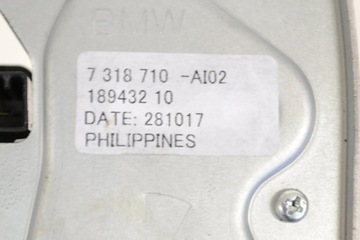 BMW
7 318 710 -AI02
189432 10
DATE: 281017
PHILIPPINES